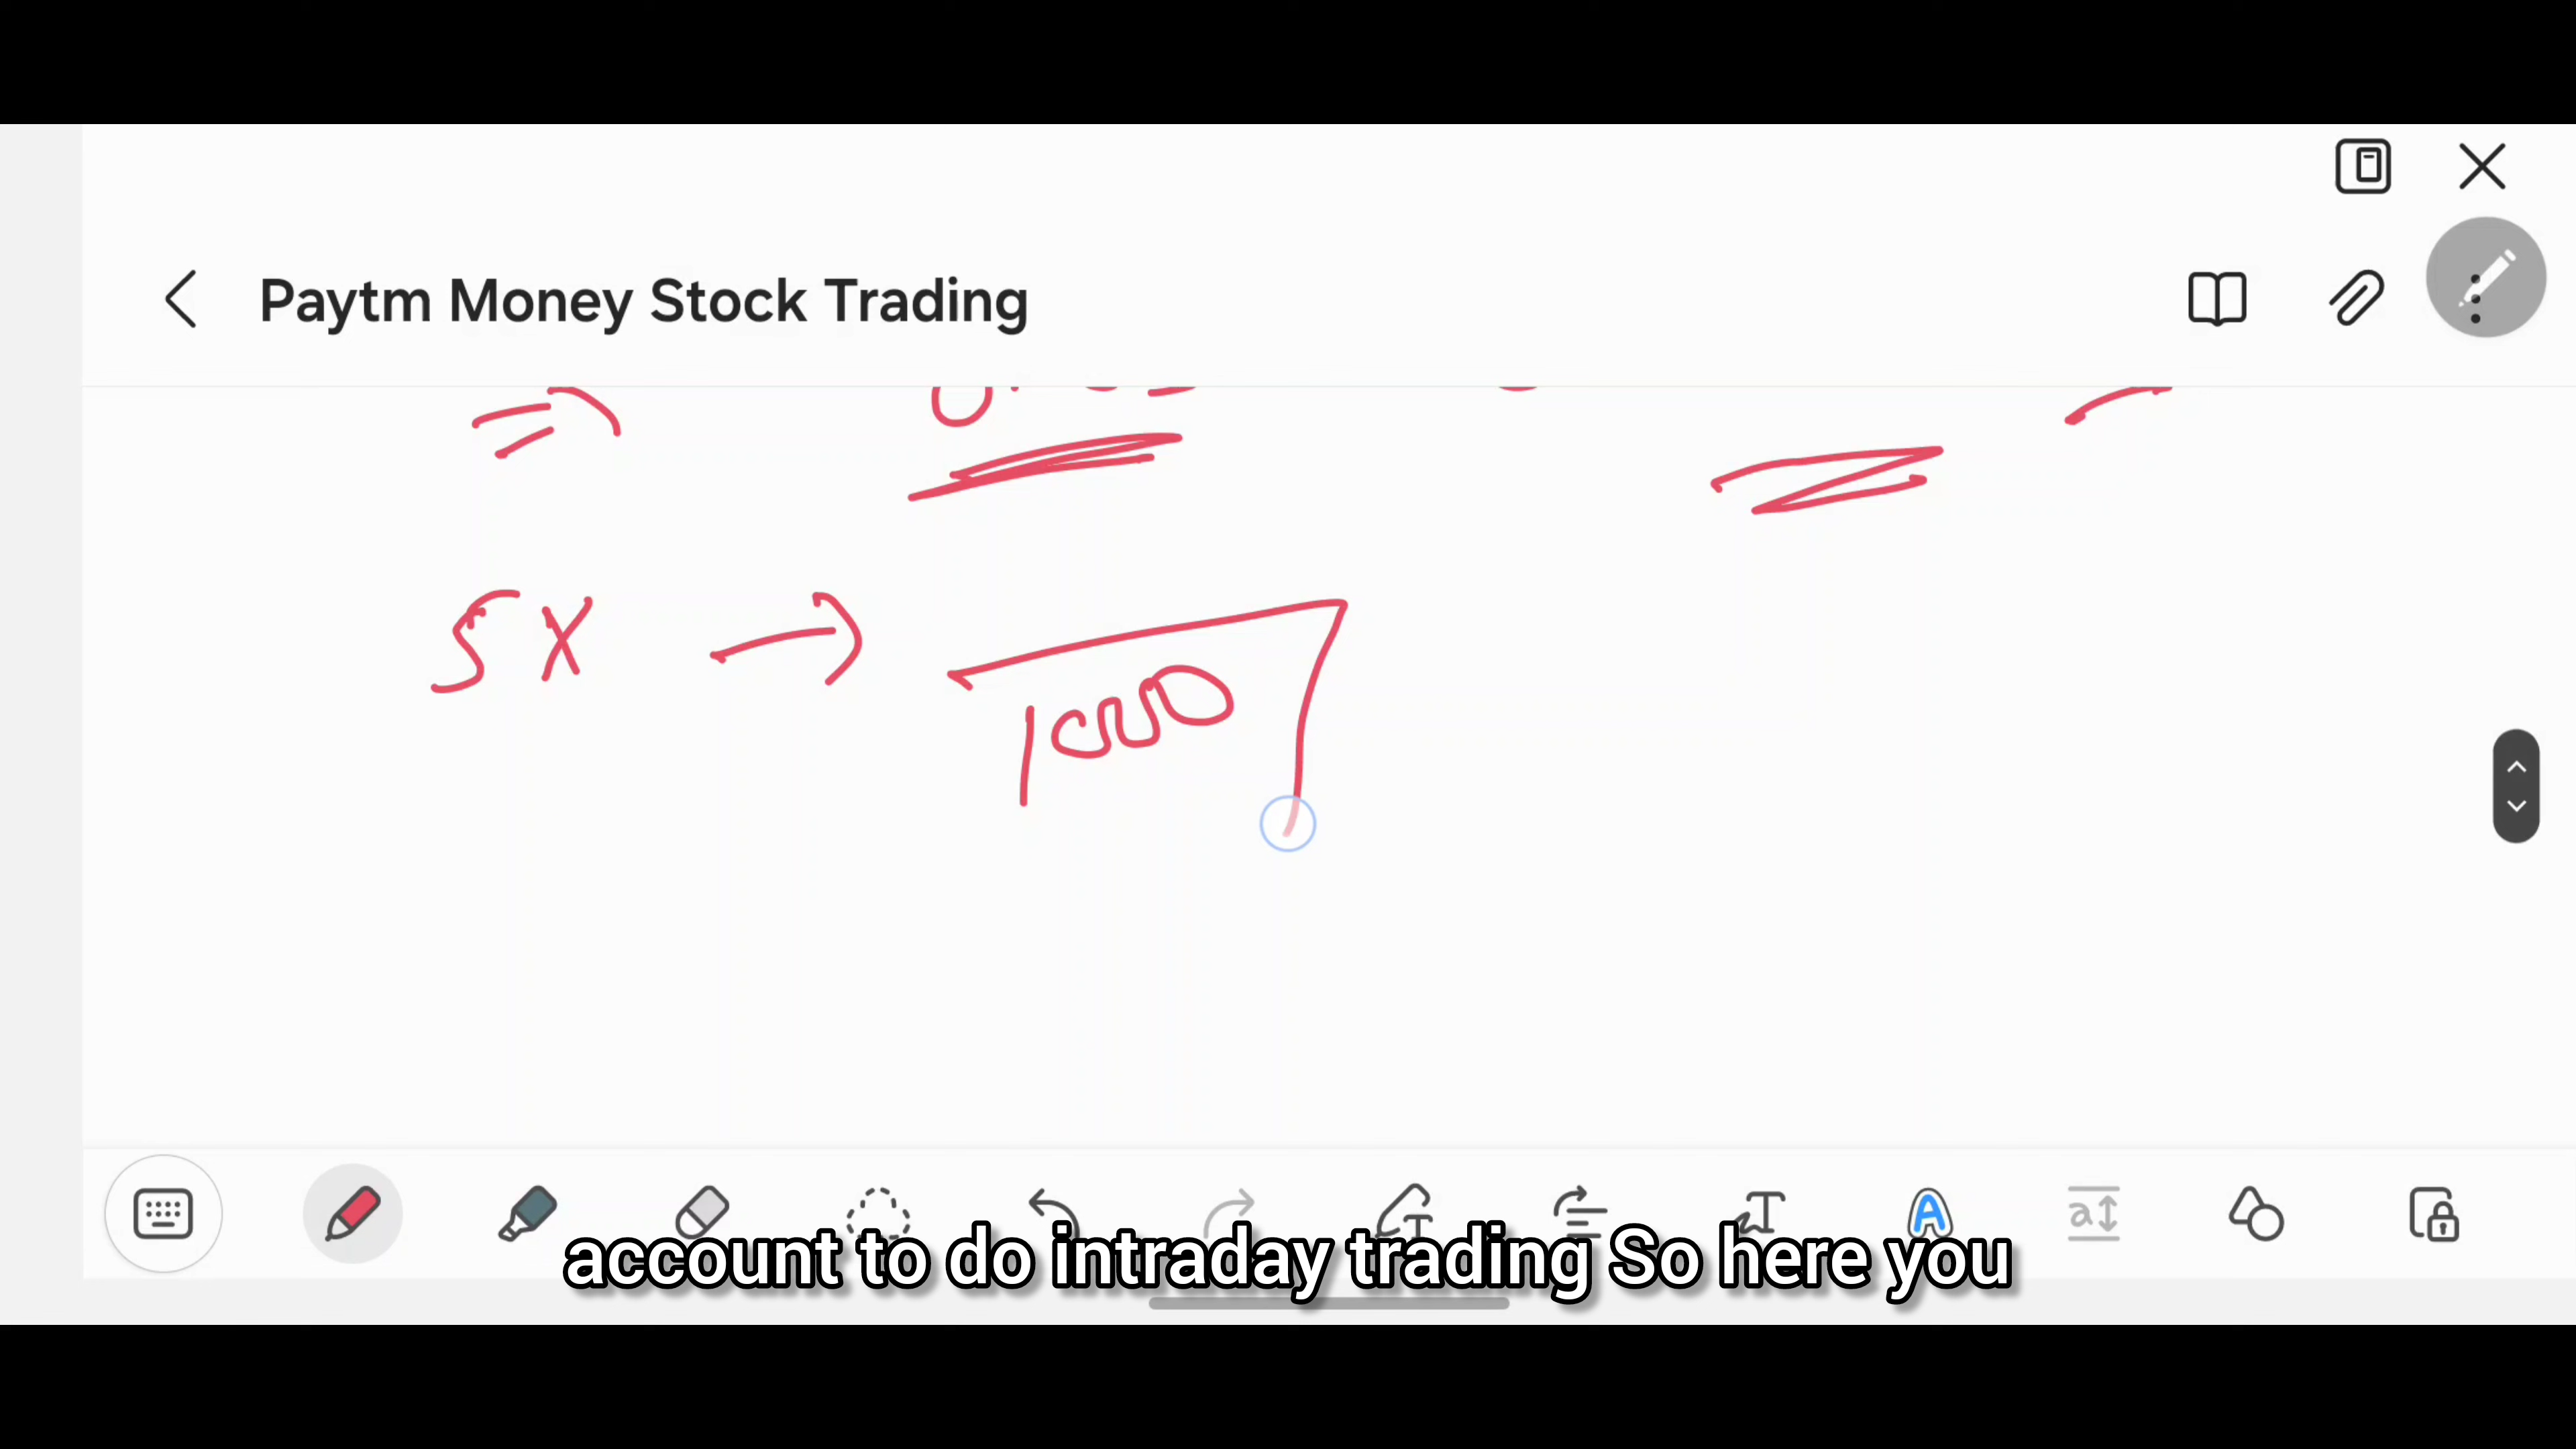 Paytm Money Stock Trading
5X → 1000
account to do intraday trading So here you